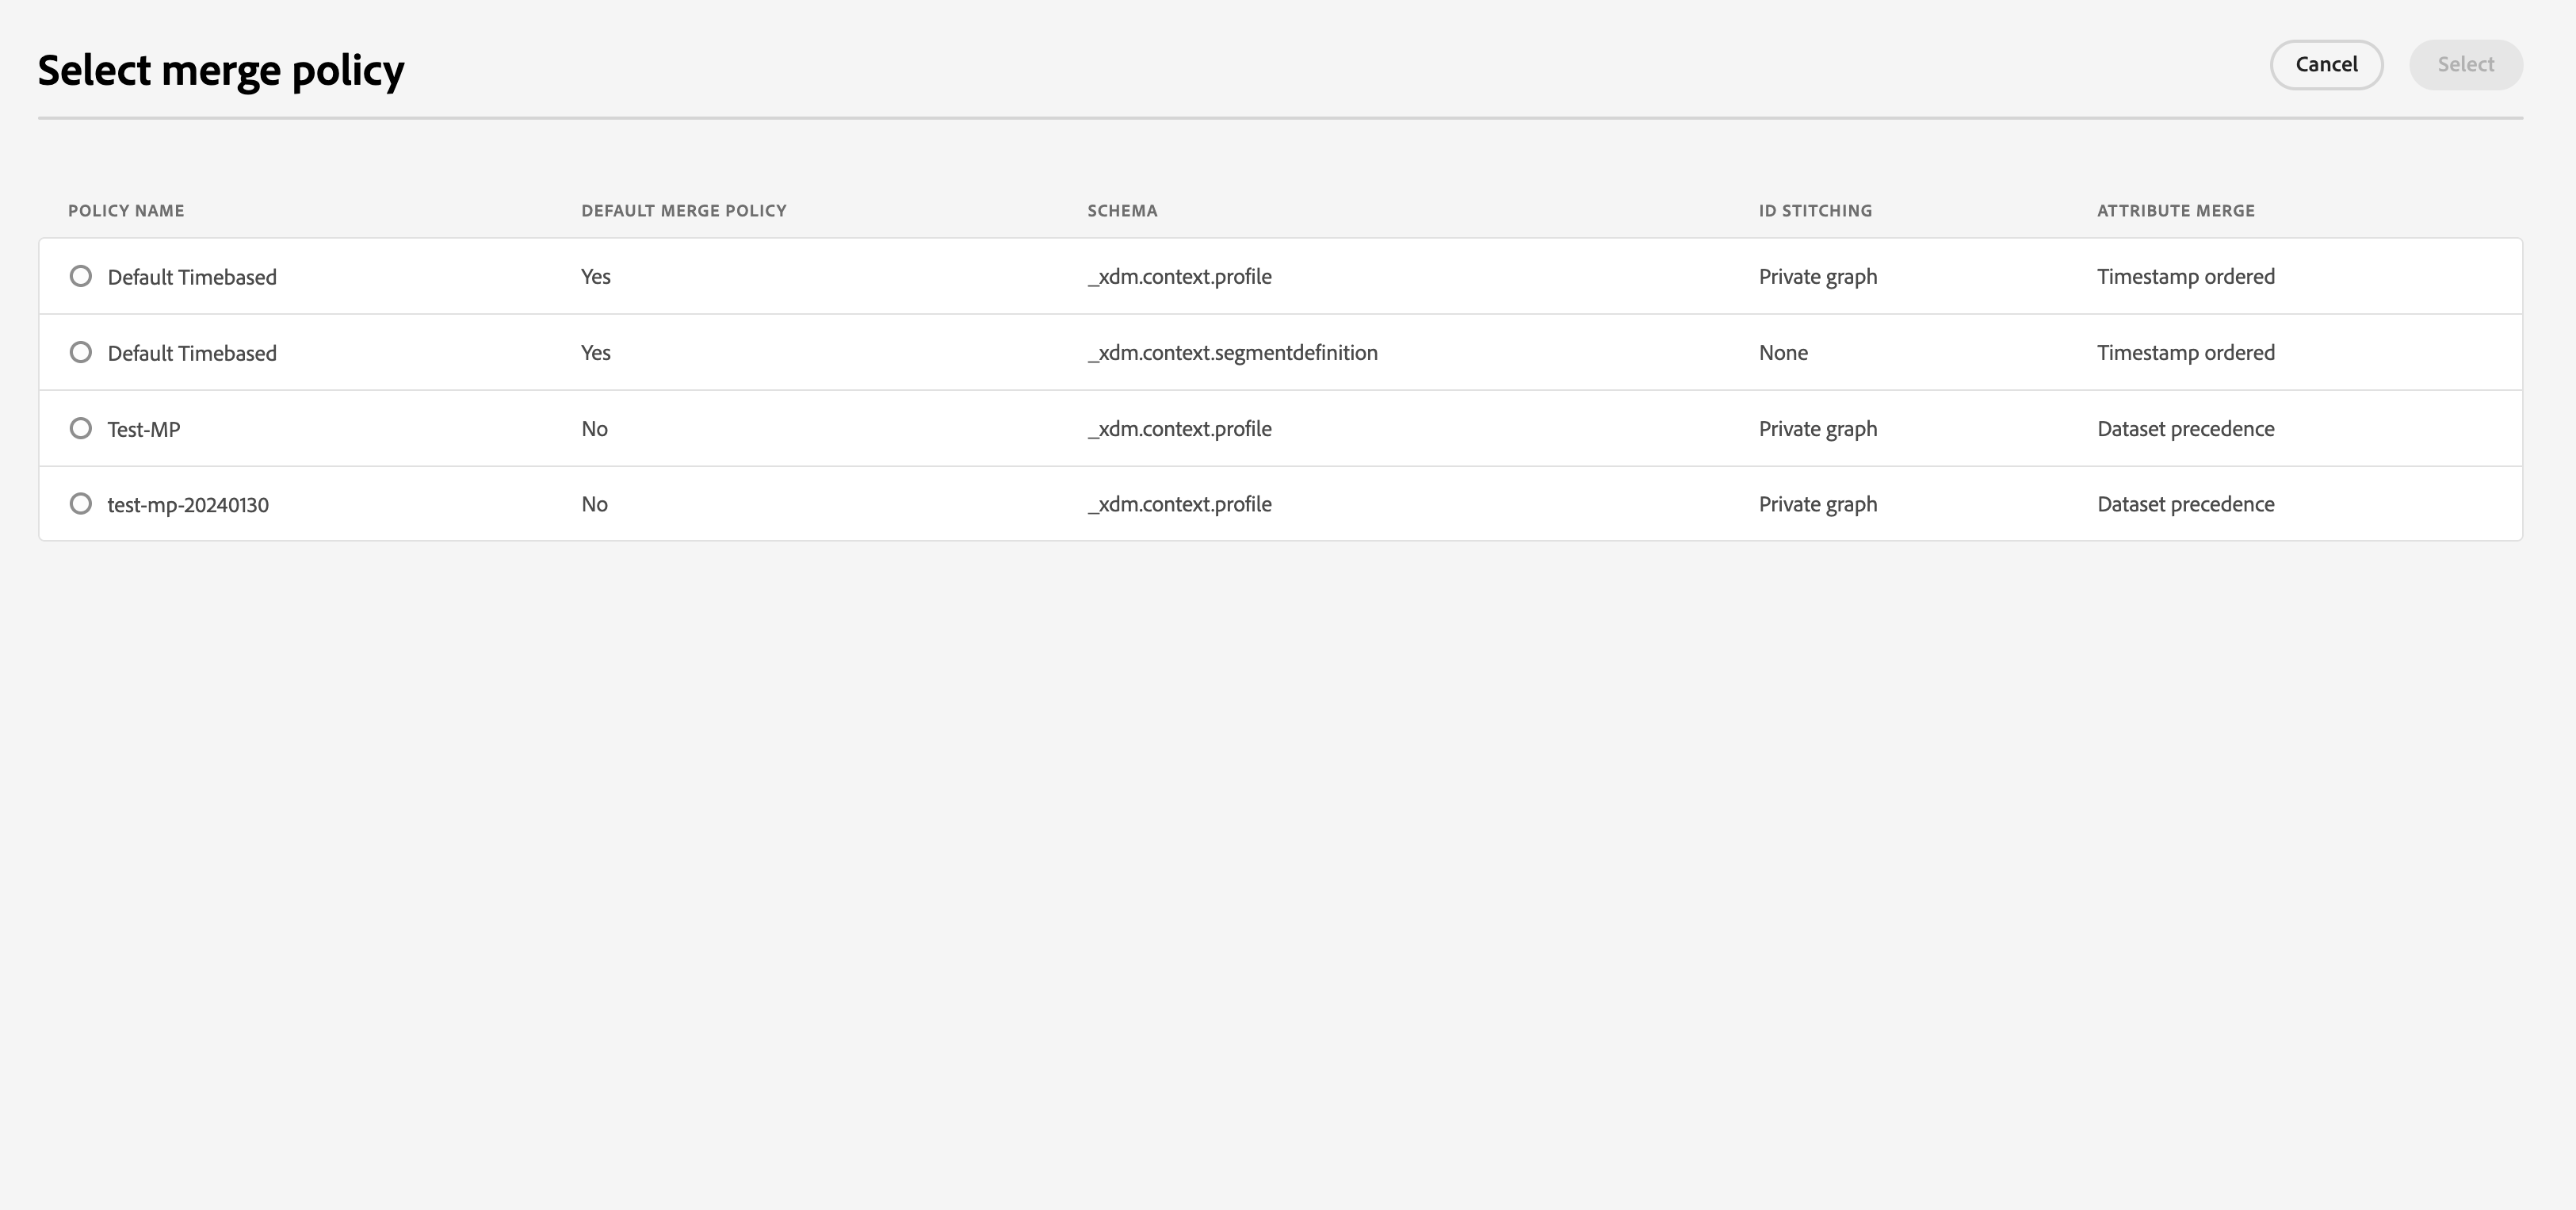 Select merge policy
Cancel
Select
POLICY NAME DEFAULT MERGE POLICY SCHEMA ID STITCHING ATTRIBUTE MERGE
Default Timebased Yes _xdm.context.profile Private graph Timestamp ordered
Default Timebased Yes _xdm.context.segmentdefinition None Timestamp ordered
Test-MP No _xdm.context.profile Private graph Dataset precedence
test-mp-20240130 No _xdm.context.profile Private graph Dataset precedence